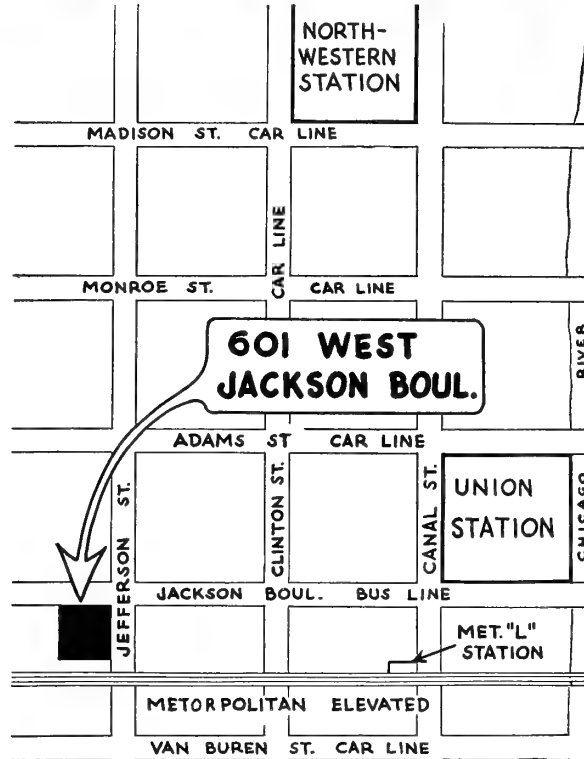 NORTH-
WESTERN
STATION
MADISON ST. CAR LINE
CAR LINE
MONROE ST. CAR LINE
601 WEST
JACKSON BOUL.
RIVER
ADAMS ST CAR LINE
JEFFERSON ST.
CLINTON ST.
CANAL ST.
UNION
STATION
CHICAGO
JACKSON BOUL. BUS LINE
MET. "L"
STATION
METORPOLITAN ELEVATED
VAN BUREN ST. CAR LINE